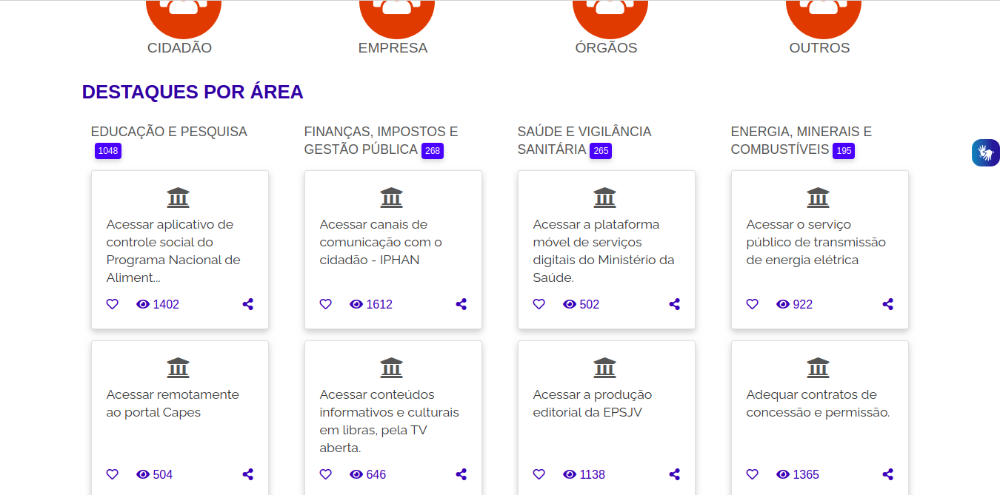 CIDADÃO
EMPRESA
ÓRGÃOS
OUTROS
DESTAQUES POR ÁREA
EDUCAÇÃO E PESQUISA
1048
FINANÇAS, IMPOSTOS E
GESTÃO PÚBLICA 268
SAÚDE E VIGILÂNCIA
SANITÁRIA 265
ENERGIA, MINERAIS E
COMBUSTÍVEIS 195
Acessar aplicativo de
controle social do
Programa Nacional de
Aliment...
1402
Acessar canais de
comunicação com o
cidadão - IPHAN
1612
Acessar a plataforma
móvel de serviços
digitais do Ministério da
Saúde.
502
Acessar o serviço
público de transmissão
de energia elétrica
922
Acessar remotamente
ao portal Capes
504
Acessar conteúdos
informativos e culturais
em libras, pela TV
aberta.
646
Acessar a produção
editorial da EPSJV
1138
Adequar contratos de
concessão e permissão.
1365